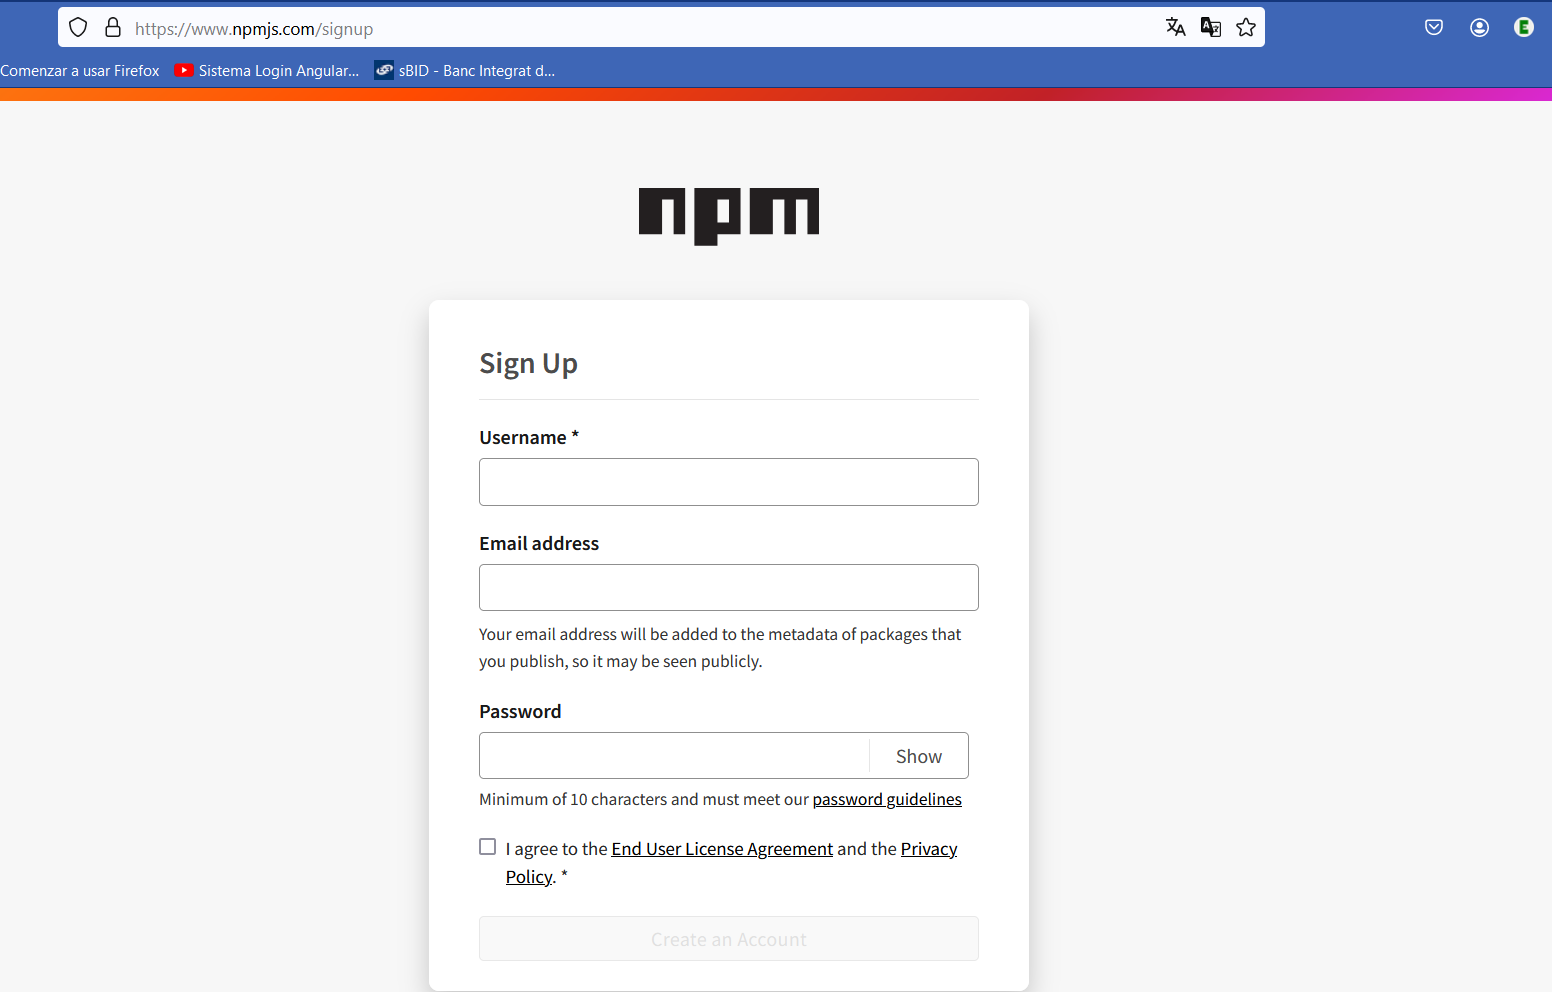 https://www.npmjs.com/signup
Comenzar a usar Firefox
Sistema Login Angular...
sBID - Banc Integrat d...
npm
Sign Up
Username *
Email address
Your email address will be added to the metadata of packages that
you publish, so it may be seen publicly.
Password
Show
Minimum of 10 characters and must meet our password guidelines
I agree to the End User License Agreement and the Privacy
Policy. *
Create an Account